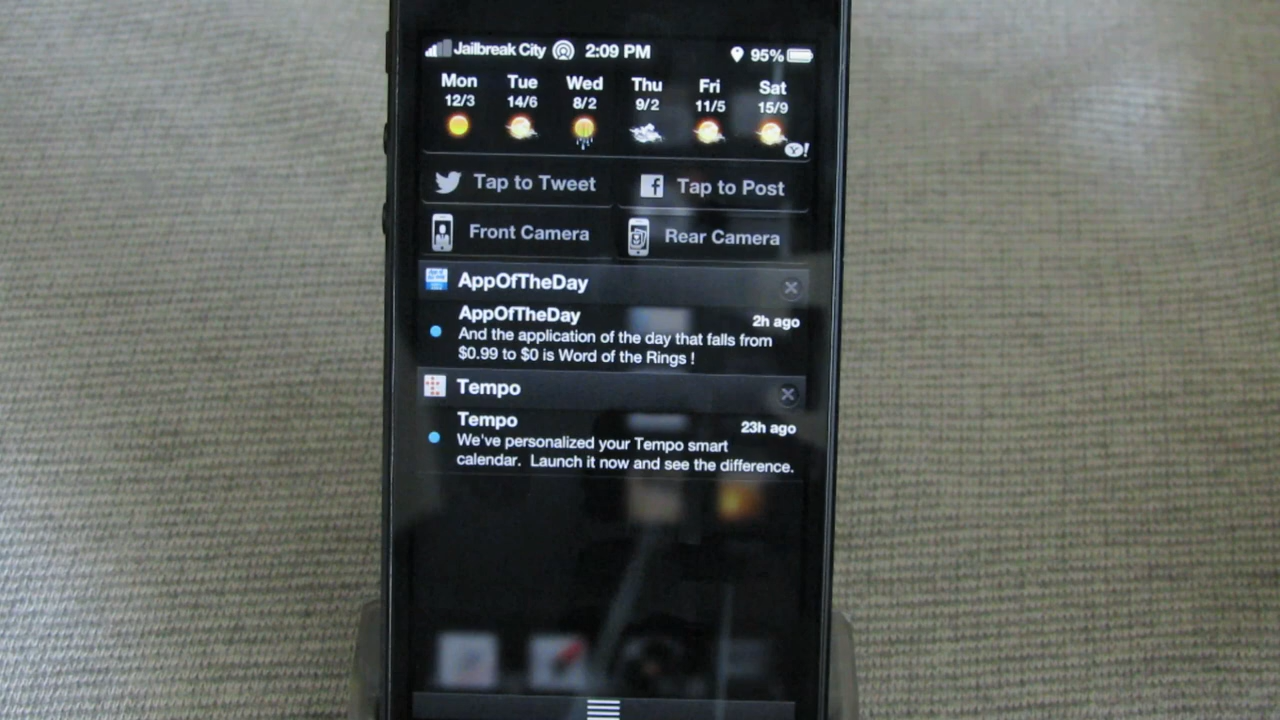 Jailbreak City 2:09 PM 95%
Mon Tue Wed Thu Fri Sat
12/3 14/6 8/2 9/2 11/5 15/9
Y!
Tap to Tweet Tap to Post
Front Camera Rear Camera
AppOfTheDay
AppOfTheDay 2h ago
And the application of the day that falls from
$0.99 to $0 is Word of the Rings !
Tempo
Tempo 23h ago
We've personalized your Tempo smart
calendar. Launch it now and see the difference.